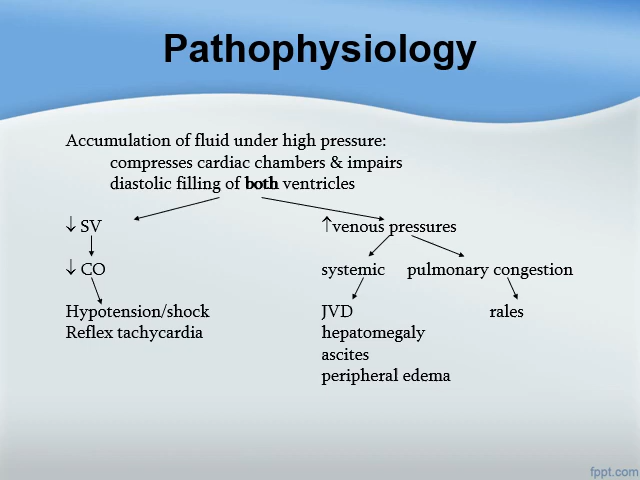 Pathophysiology
Accumulation of fluid under high pressure:
compresses cardiac chambers & impairs
diastolic filling of both ventricles
↓ SV
↑venous pressures
↓ CO
systemic
pulmonary congestion
Hypotension/shock
JVD
rales
Reflex tachycardia
hepatomegaly
ascites
peripheral edema
fppt.com